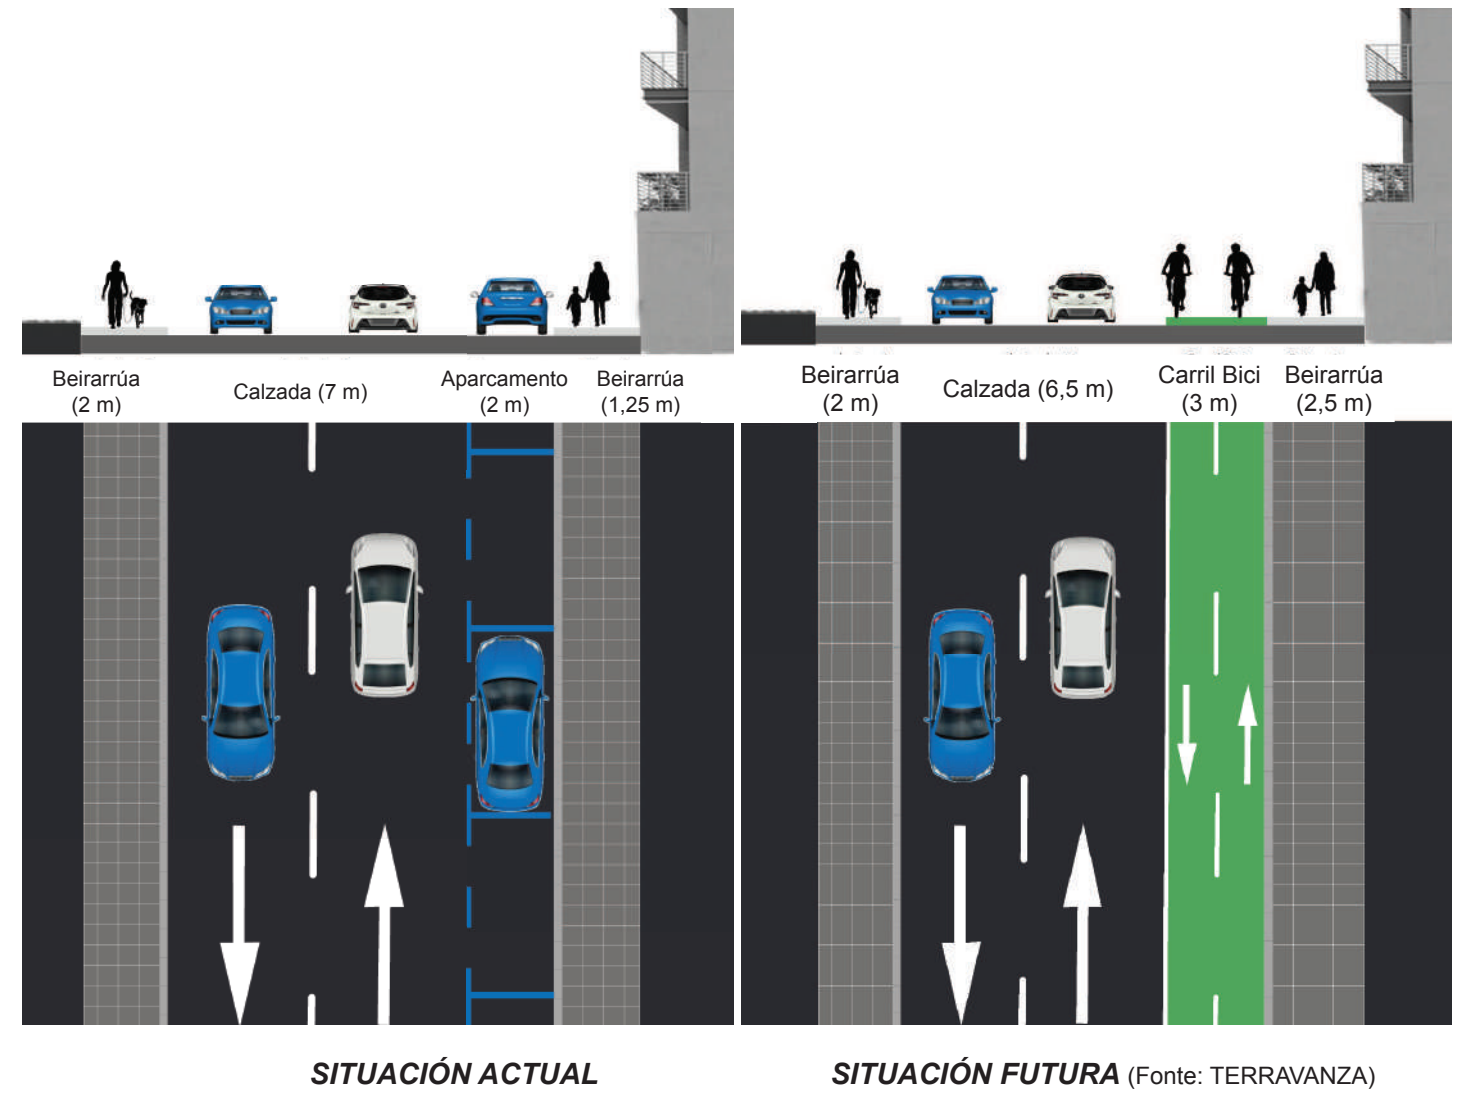 Beirarrúa
(2 m)
Calzada (7 m)
Aparcamento
(2 m)
Beirarrúa
(1,25 m)
Beirarrúa
(2 m)
Calzada (6,5 m)
Carril Bici
(3 m)
Beirarrúa
(2,5 m)
SITUACIÓN ACTUAL
SITUACIÓN FUTURA (Fonte: TERRAVANZA)